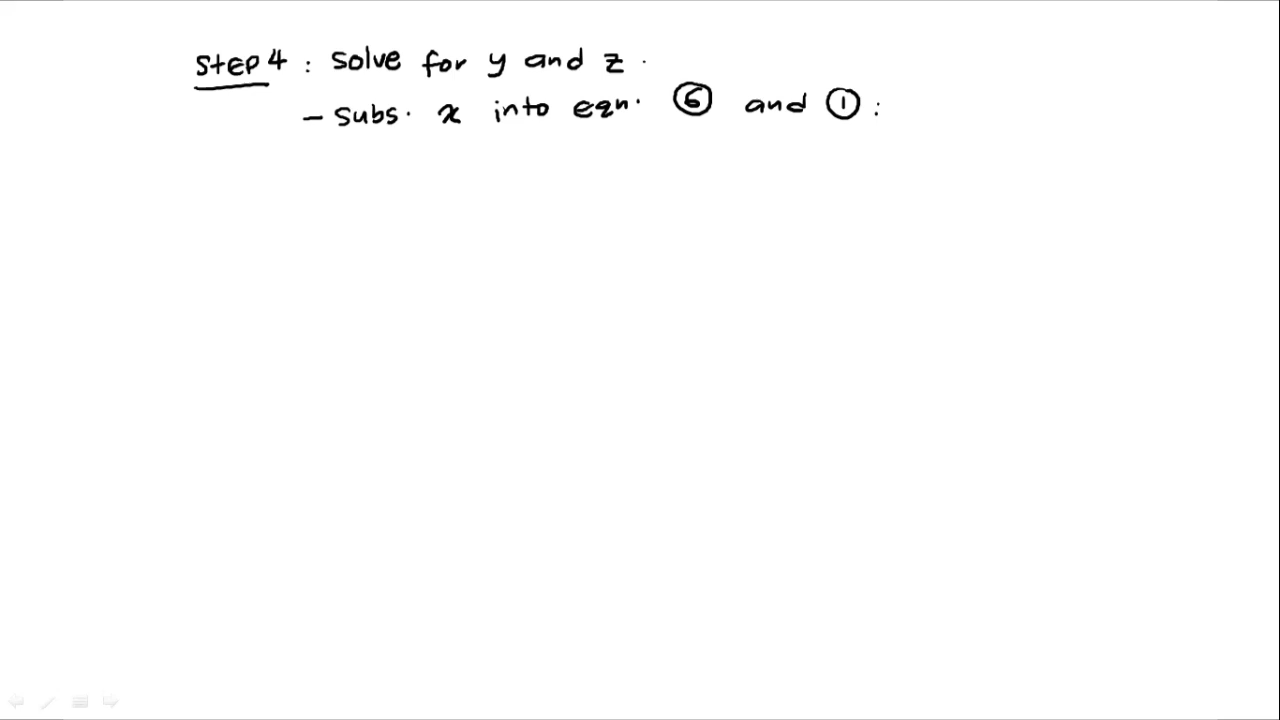 Step 4 : Solve for y and z.
- Subs. x into eqn. ⑥ and ① :